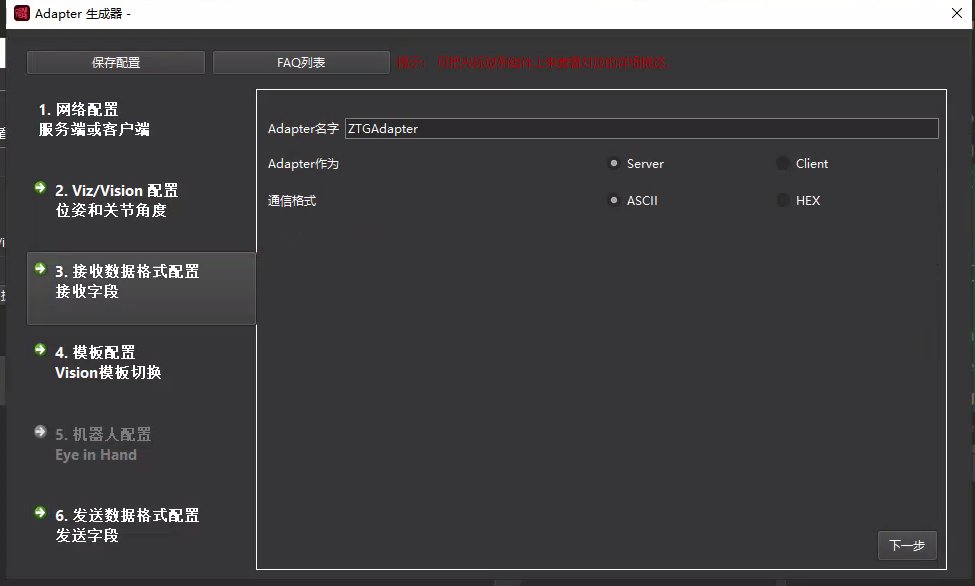 Adapter 生成器 -
保存配置
FAQ列表
1. 网络配置
服务端或客户端
2. Viz/Vision 配置
位姿和关节角度
3. 接收数据格式配置
接收字段
4. 模板配置
Vision模板切换
5. 机器人配置
Eye in Hand
6. 发送数据格式配置
发送字段
Adapter名字 ZTGAdapter
Adapter作为 Server Client
通信格式 ASCII HEX
下一步